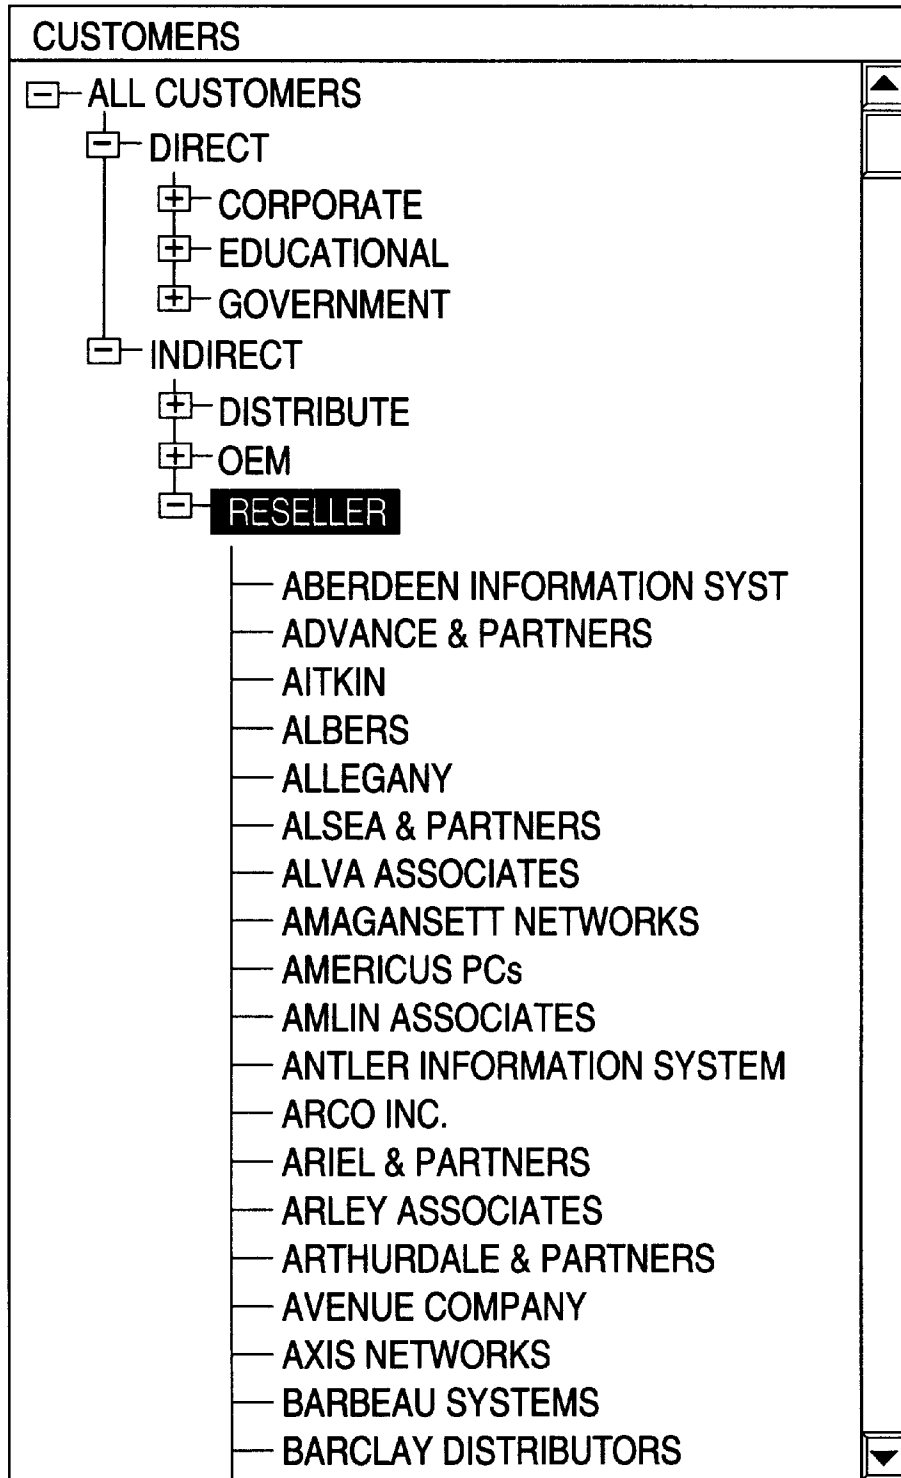 CUSTOMERS
ALL CUSTOMERS
DIRECT
CORPORATE
EDUCATIONAL
GOVERNMENT
INDIRECT
DISTRIBUTE
OEM
RESELLER
ABERDEEN INFORMATION SYST
ADVANCE & PARTNERS
AITKIN
ALBERS
ALLEGANY
ALSEA & PARTNERS
ALVA ASSOCIATES
AMAGANSETT NETWORKS
AMERICUS PCs
AMLIN ASSOCIATES
ANTLER INFORMATION SYSTEM
ARCO INC.
ARIEL & PARTNERS
ARLEY ASSOCIATES
ARTHURDALE & PARTNERS
AVENUE COMPANY
AXIS NETWORKS
BARBEAU SYSTEMS
BARCLAY DISTRIBUTORS